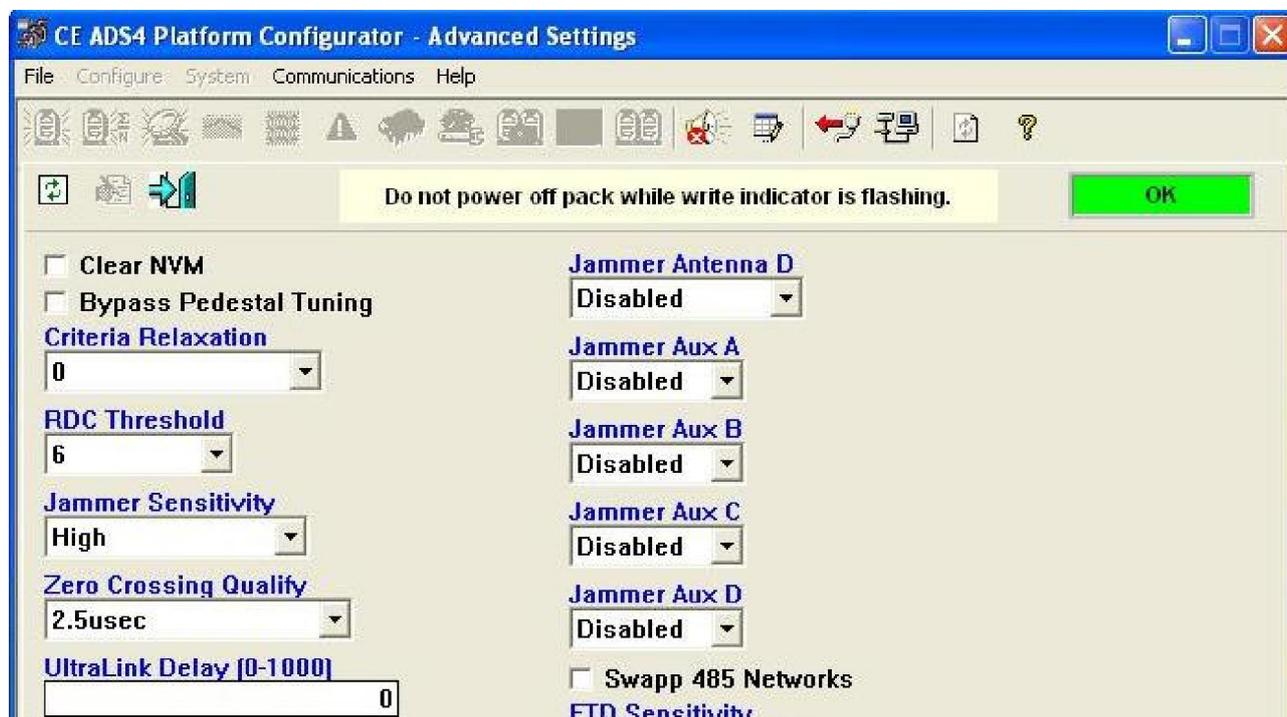 CE ADS4 Platform Configurator - Advanced Settings
File Configure System Communications Help
Do not power off pack while write indicator is flashing.
OK
Clear NVM
Bypass Pedestal Tuning
Criteria Relaxation
0
RDC Threshold
6
Jammer Sensitivity
High
Zero Crossing Qualify
2.5usec
UltraLink Delay [0-1000]
0
Jammer Antenna D
Disabled
Jammer Aux A
Disabled
Jammer Aux B
Disabled
Jammer Aux C
Disabled
Jammer Aux D
Disabled
Swapp 485 Networks
FTD Sensitivity